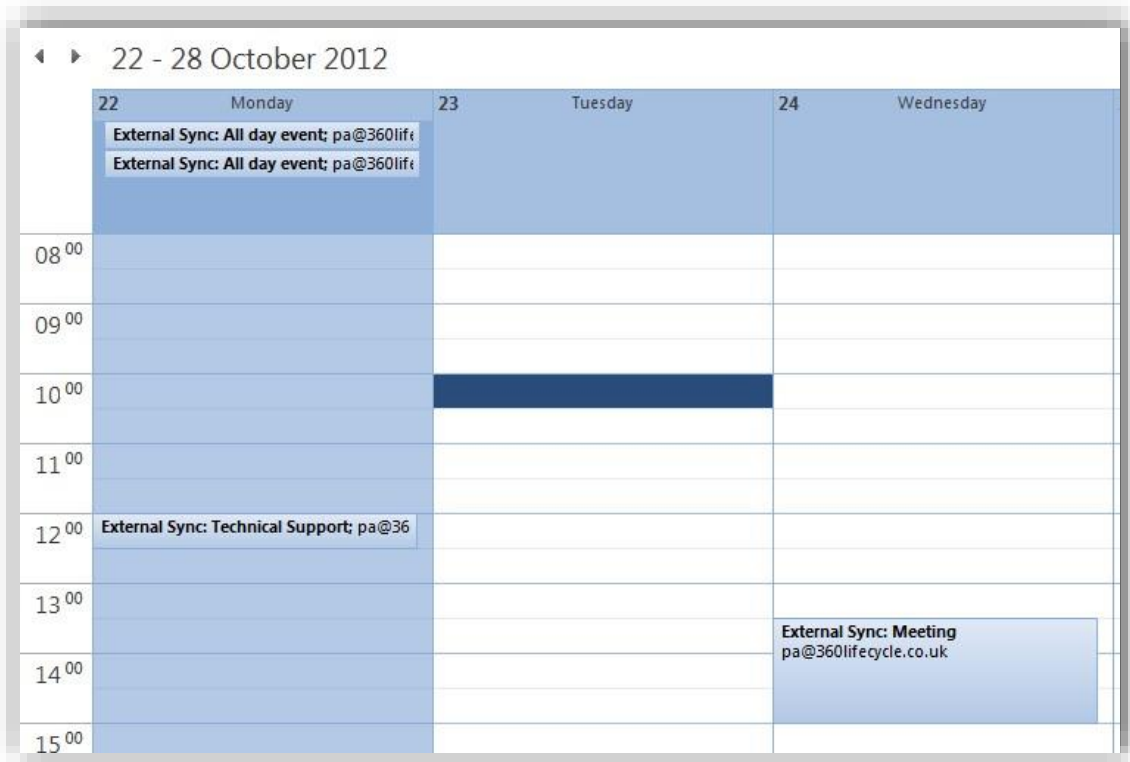 22 - 28 October 2012
22 Monday 23 Tuesday 24 Wednesday
External Sync: All day event; pa@360life
External Sync: All day event; pa@360life
08 00
09 00
10 00
11 00
12 00 External Sync: Technical Support; pa@36
13 00
External Sync: Meeting
pa@360lifecycle.co.uk
14 00
15 00